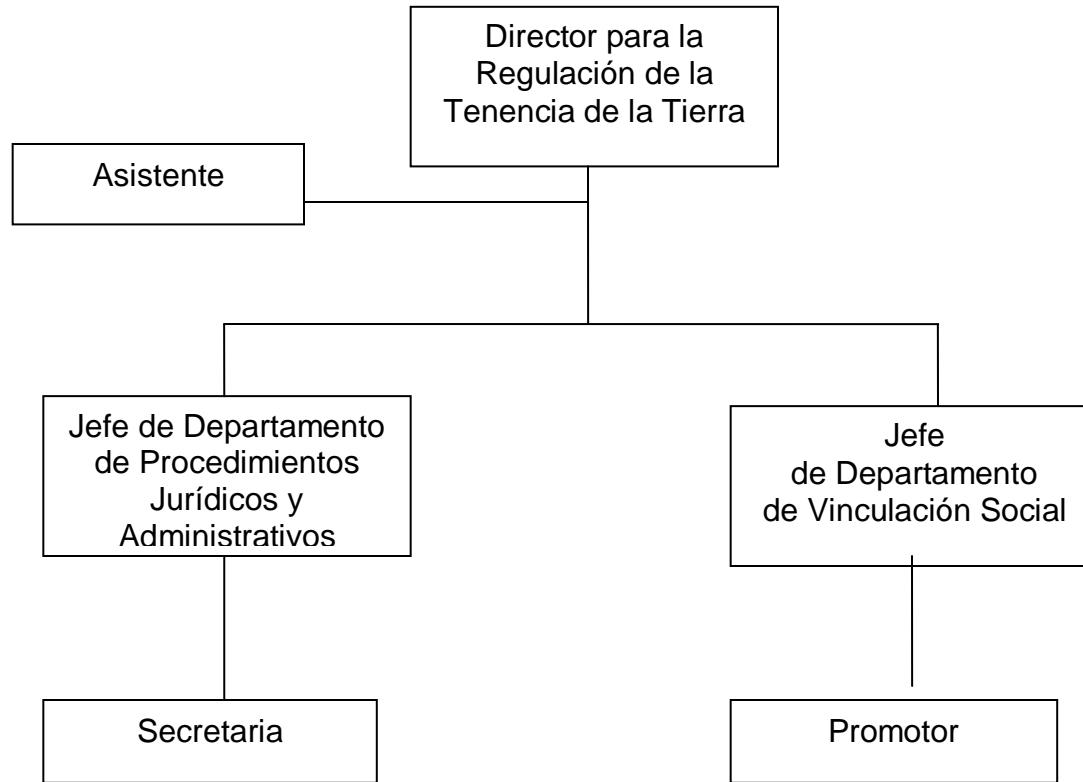 Director para la
Regulación de la
Tenencia de la Tierra
Asistente
Jefe de Departamento
de Procedimientos
Jurídicos y
Administrativos
Jefe
de Departamento
de Vinculación Social
Secretaria
Promotor